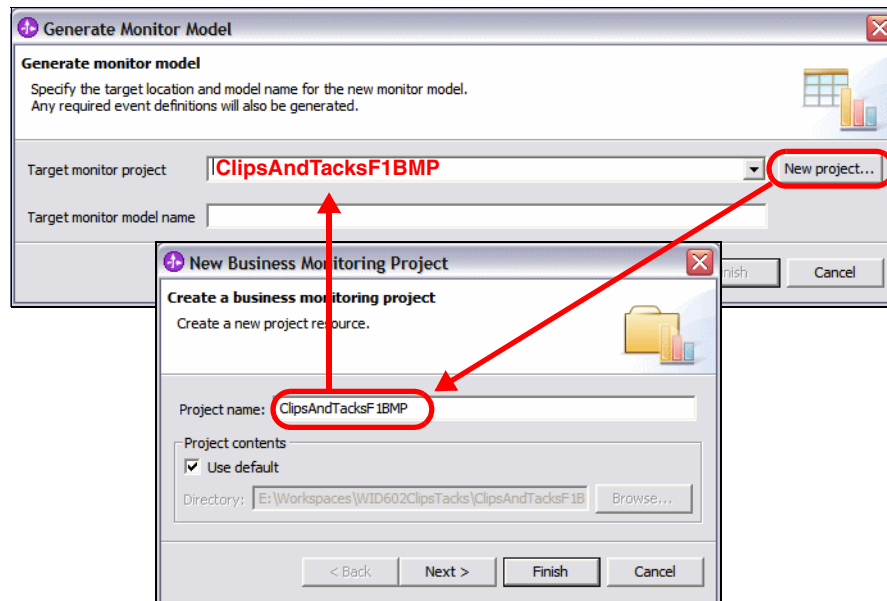 Generate Monitor Model
Generate monitor model
Specify the target location and model name for the new monitor model.
Any required event definitions will also be generated.
Target monitor project
ClipsAndTacksF1BMP
New project...
Target monitor model name
nish
Cancel
New Business Monitoring Project
Create a business monitoring project
Create a new project resource.
Project name: ClipsAndTacksF1BMP
Project contents
Use default
Directory: E:\Workspaces\WID602ClipsTacks\ClipsAndTacksF1B
Browse...
< Back
Next >
Finish
Cancel